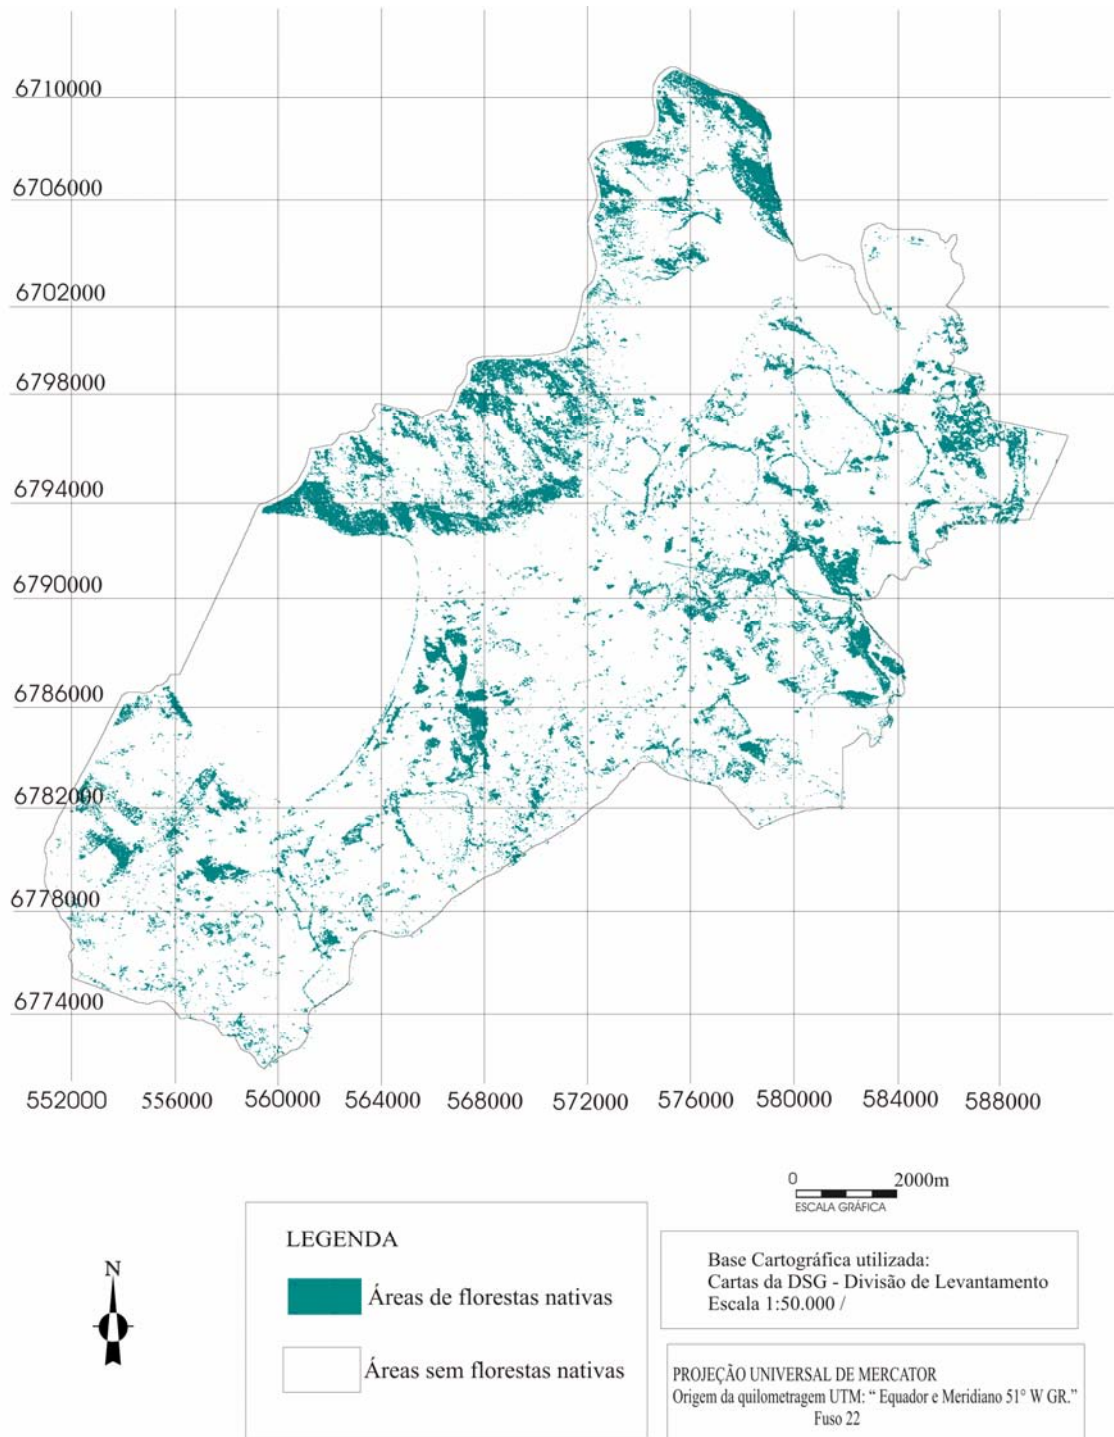 6710000
6706000
6702000
6798000
6794000
6790000
6786000
6782000
6778000
6774000
552000 556000 560000 564000 568000 572000 576000 580000 584000 588000
0 2000m
ESCALA GRÁFICA
N
LEGENDA
Áreas de florestas nativas
Áreas sem florestas nativas
Base Cartográfica utilizada:
Cartas da DSG - Divisão de Levantamento
Escala 1:50.000 /
PROJEÇÃO UNIVERSAL DE MERCATOR
Origem da quilometragem UTM: “ Equador e Meridiano 51° W GR.”
Fuso 22